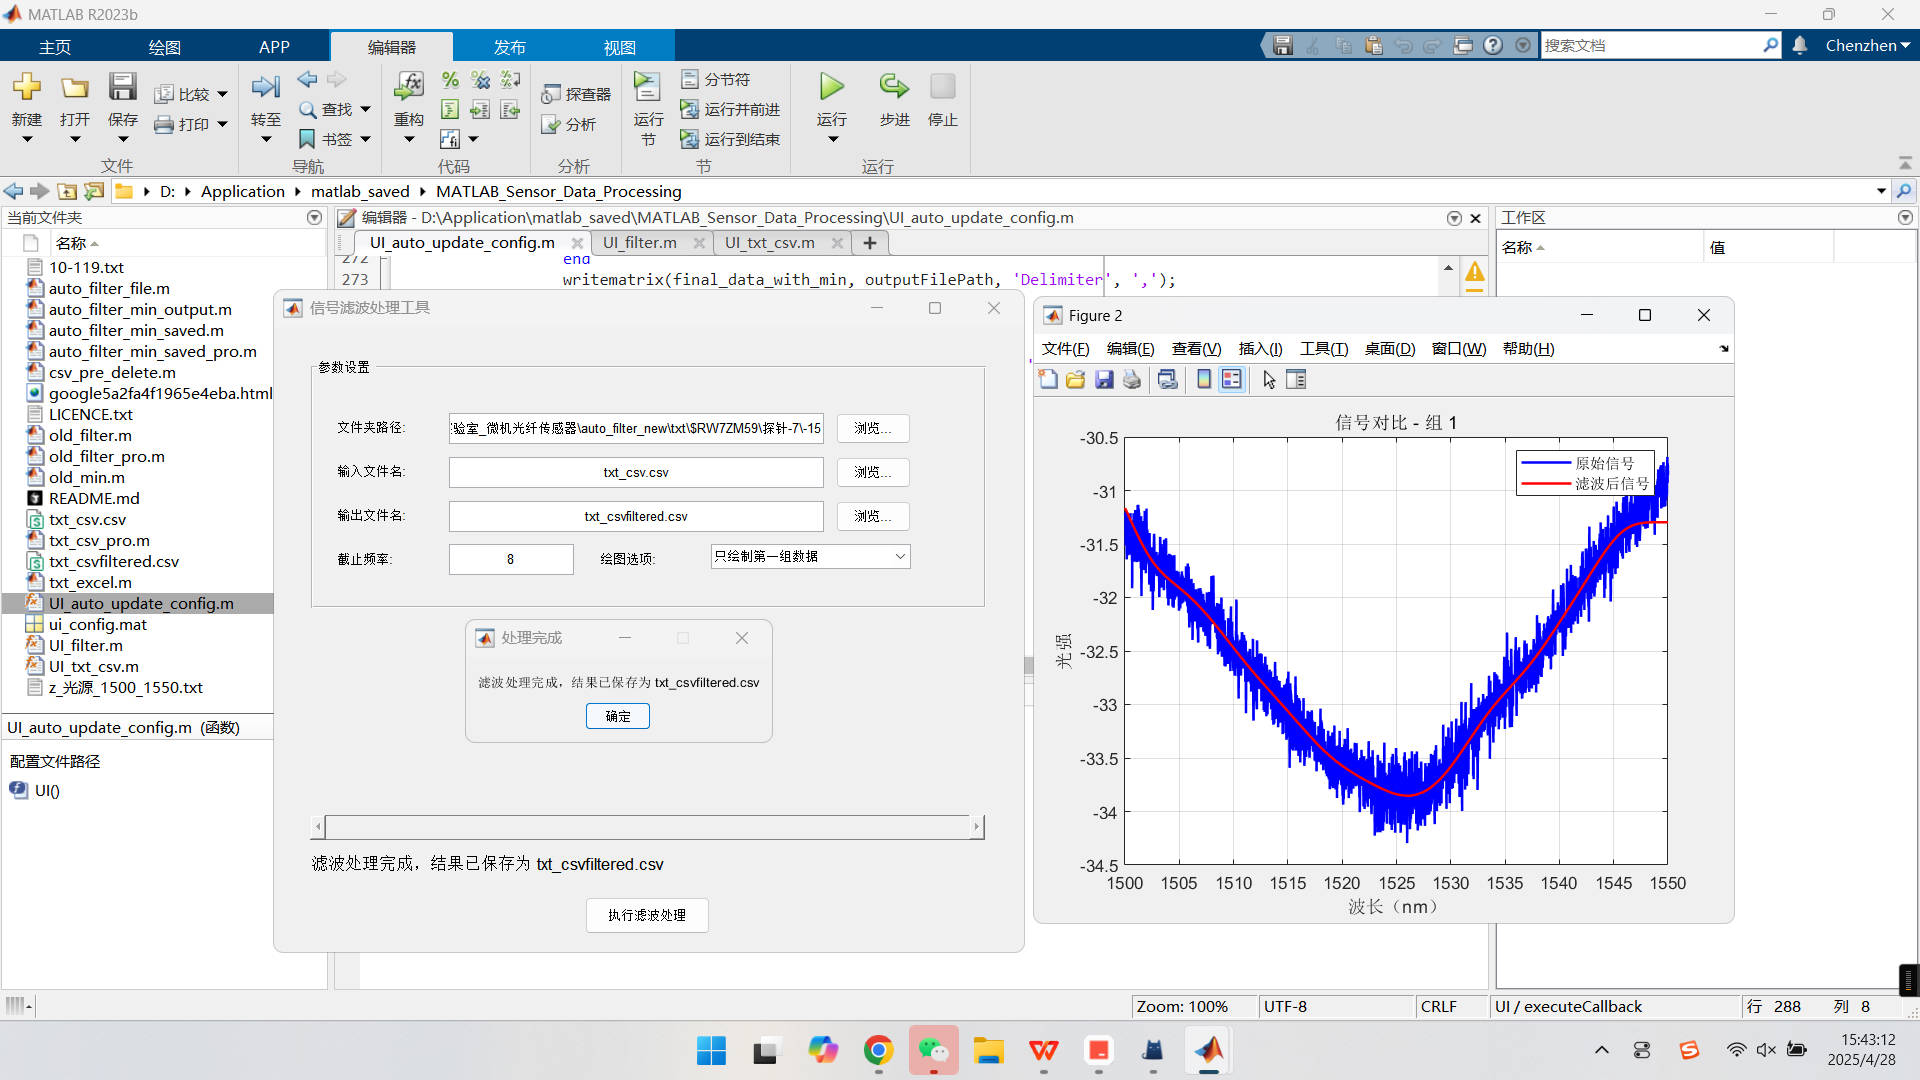 MATLAB R2023b
主页 绘图 APP 编辑器 发布 视图
搜索文档 Chenzhen
新建 打开 保存 比较 打印
文件
转至 查找 书签
导航
重构
代码
探查器
分析
分析
运行节
分节符
运行并前进
运行到结束
节
运行 步进 停止
运行
D: Application matlab_saved MATLAB_Sensor_Data_Processing
当前文件夹
名称
10-119.txt
auto_filter_file.m
auto_filter_min_output.m
auto_filter_min_saved.m
auto_filter_min_saved_pro.m
csv_pre_delete.m
google5a2fa4f1965e4eba.html
LICENCE.txt
old_filter.m
old_filter_pro.m
old_min.m
README.md
txt_csv.csv
txt_csv_pro.m
txt_csvfiltered.csv
txt_excel.m
UI_auto_update_config.m
ui_config.mat
UI_filter.m
UI_txt_csv.m
z_光源_1500_1550.txt
UI_auto_update_config.m (函数)
配置文件路径
UI()
编辑器 - D:\Application\matlab_saved\MATLAB_Sensor_Data_Processing\UI_auto_update_config.m
UI_auto_update_config.m UI_filter.m UI_txt_csv.m
272 end
273 writematrix(final_data_with_min, outputFilePath, 'Delimiter', ',');
工作区
名称 值
信号滤波处理工具
参数设置
文件夹路径: 验室_微机光纤传感器\auto_filter_new\txt\$RW7ZM59\探针-7\-15 浏览...
输入文件名: txt_csv.csv 浏览...
输出文件名: txt_csvfiltered.csv 浏览...
截止频率: 8 绘图选项: 只绘制第一组数据
处理完成
滤波处理完成，结果已保存为 txt_csvfiltered.csv
确定
滤波处理完成，结果已保存为 txt_csvfiltered.csv
执行滤波处理
Figure 2
文件(F) 编辑(E) 查看(V) 插入(I) 工具(T) 桌面(D) 窗口(W) 帮助(H)
信号对比 - 组 1
原始信号
滤波后信号
-30.5
-31
-31.5
-32
-32.5
-33
-33.5
-34
-34.5
光强
1500 1505 1510 1515 1520 1525 1530 1535 1540 1545 1550
波长（nm）
Zoom: 100% UTF-8 CRLF UI / executeCallback 行 288 列 8
15:43:12
2025/4/28